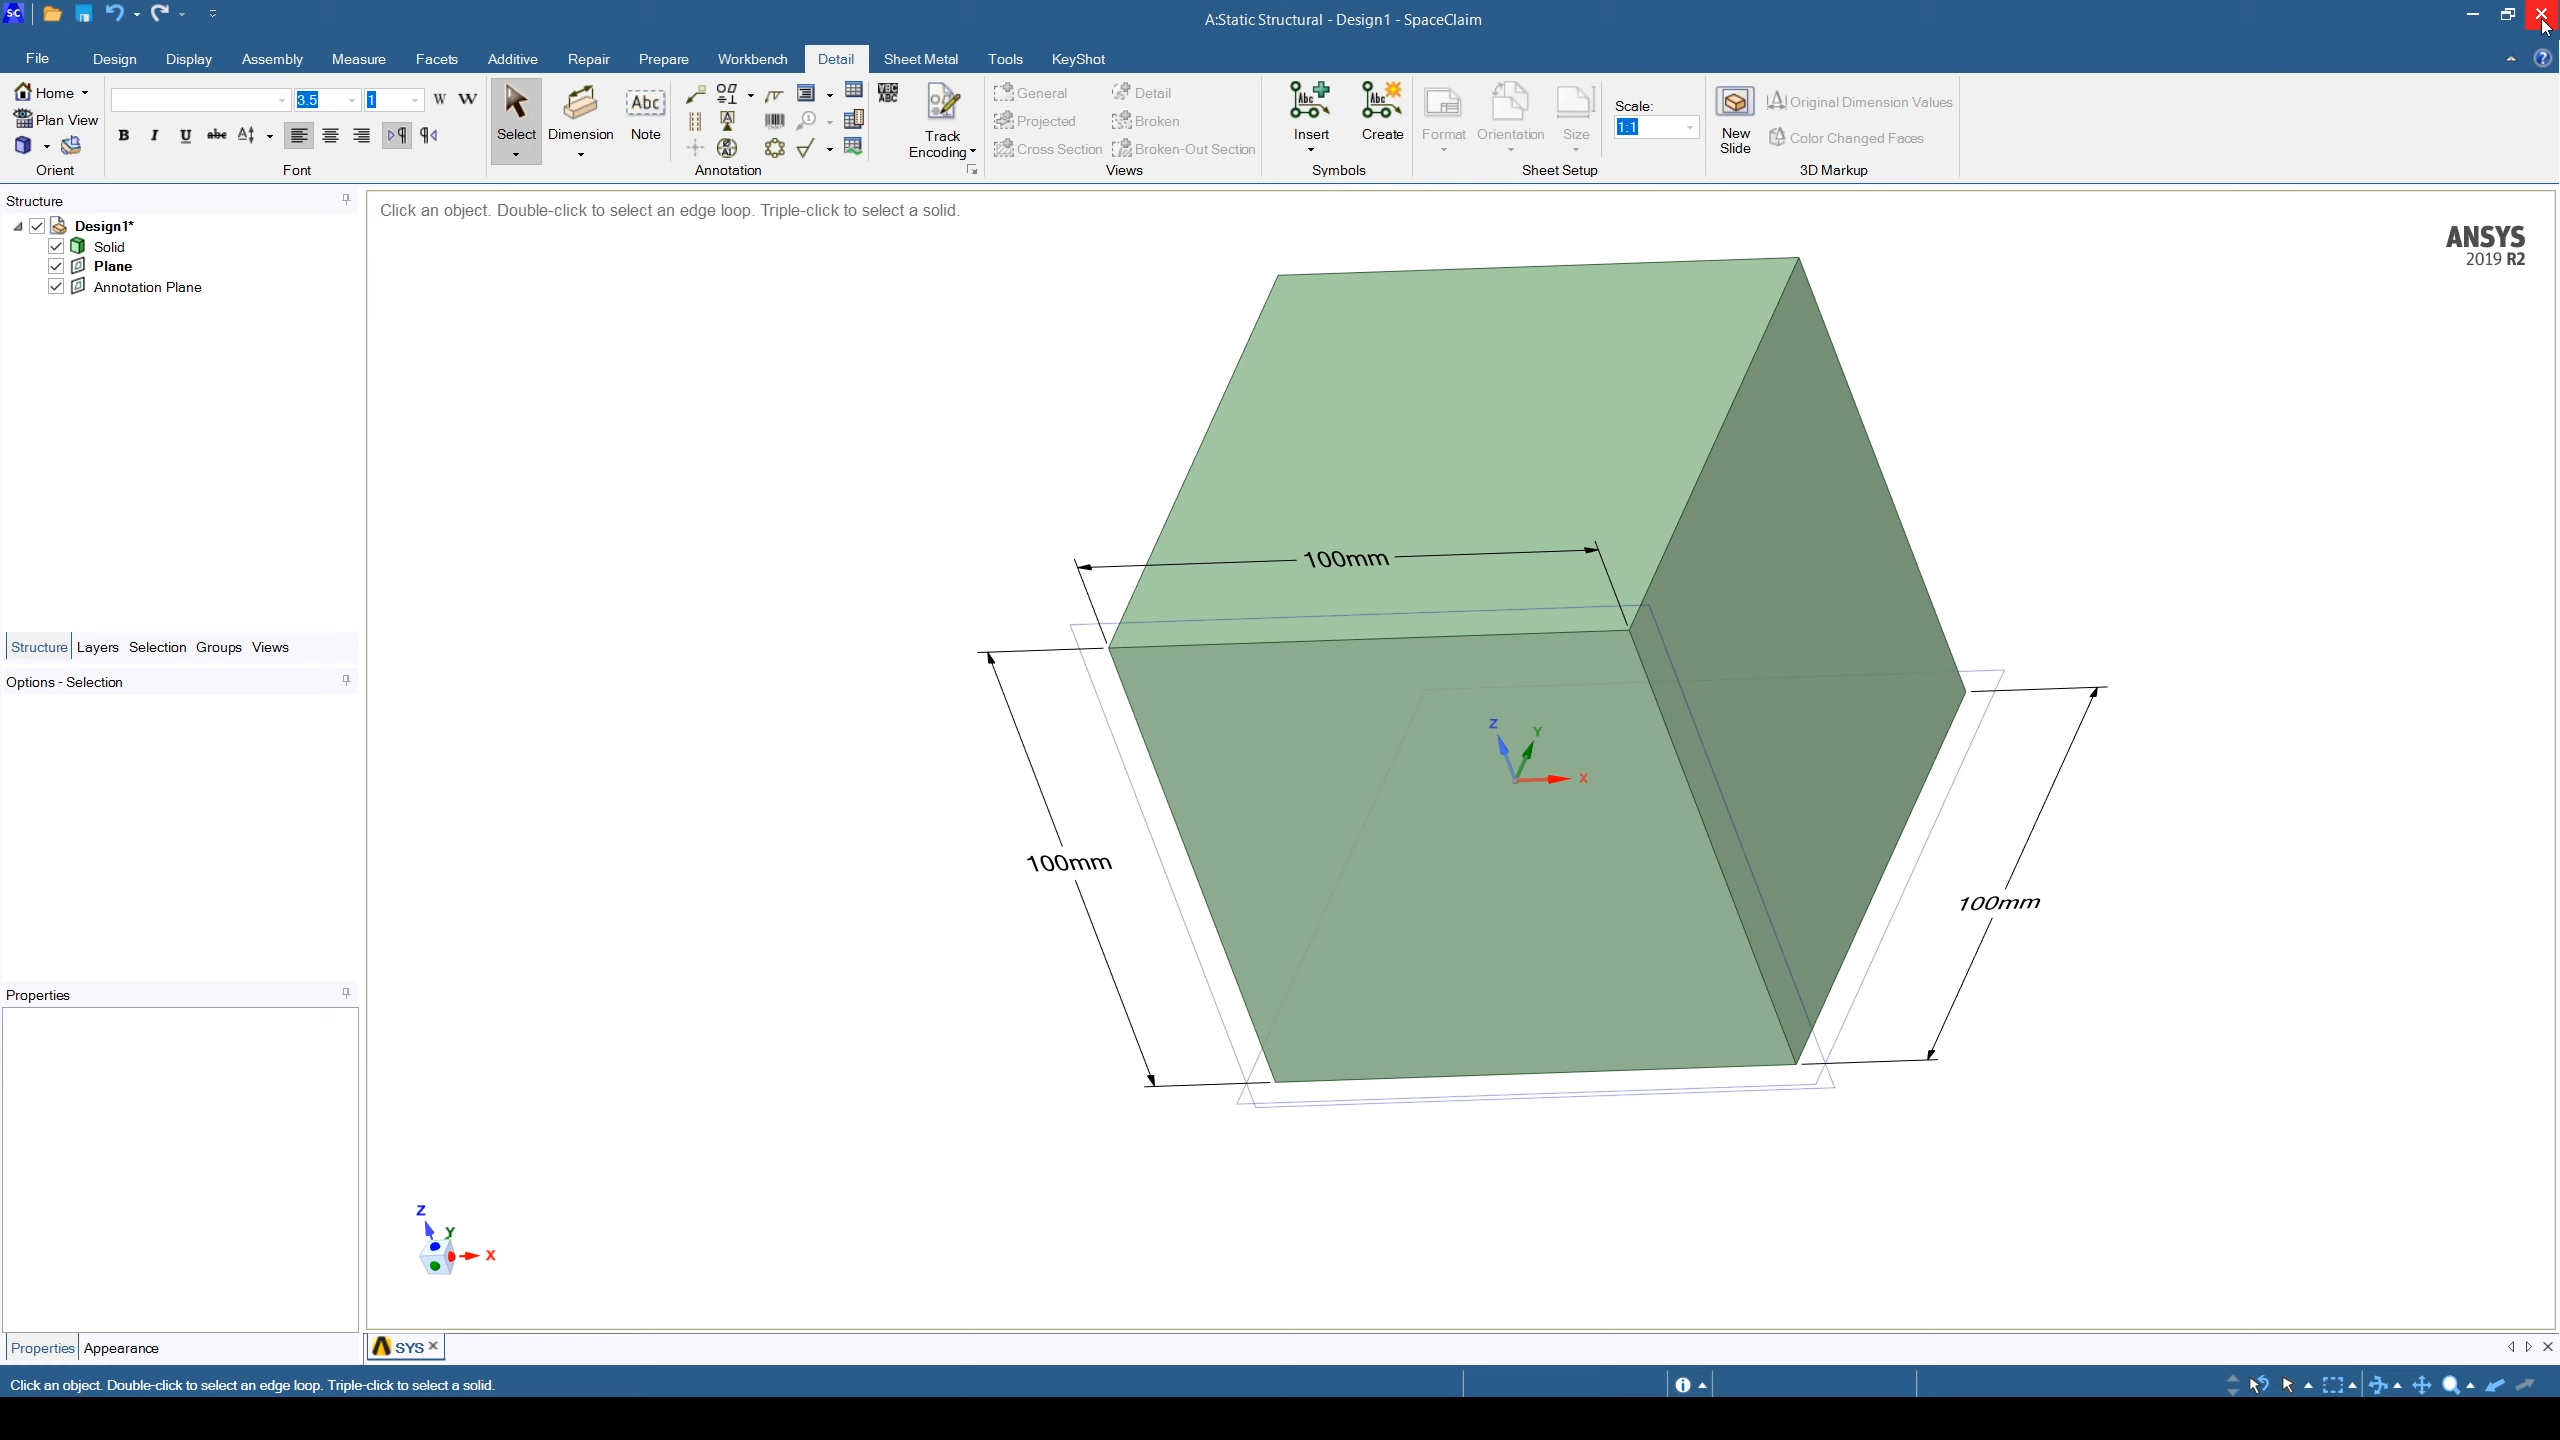 SC
A:Static Structural - Design1 - SpaceClaim
File Design Display Assembly Measure Facets Additive Repair Prepare Workbench Detail Sheet Metal Tools KeyShot
Home
Plan View
Orient
3.5
1
W W
B I U abc
Font
Select
Dimension
Abc
Note
Annotation
Track
Encoding
General
Projected
Cross Section
Detail
Broken
Broken-Out Section
Views
Abc
Insert
Abc
Create
Symbols
Format
Orientation
Size
Scale:
1:1
Sheet Setup
New
Slide
Original Dimension Values
Color Changed Faces
3D Markup
Structure
Design1*
Solid
Plane
Annotation Plane
Structure Layers Selection Groups Views
Options - Selection
Properties
Properties Appearance
Click an object. Double-click to select an edge loop. Triple-click to select a solid.
ANSYS
2019 R2
100mm
100mm
100mm
Z
Y
X
Z
Y
X
SYS
Click an object. Double-click to select an edge loop. Triple-click to select a solid.